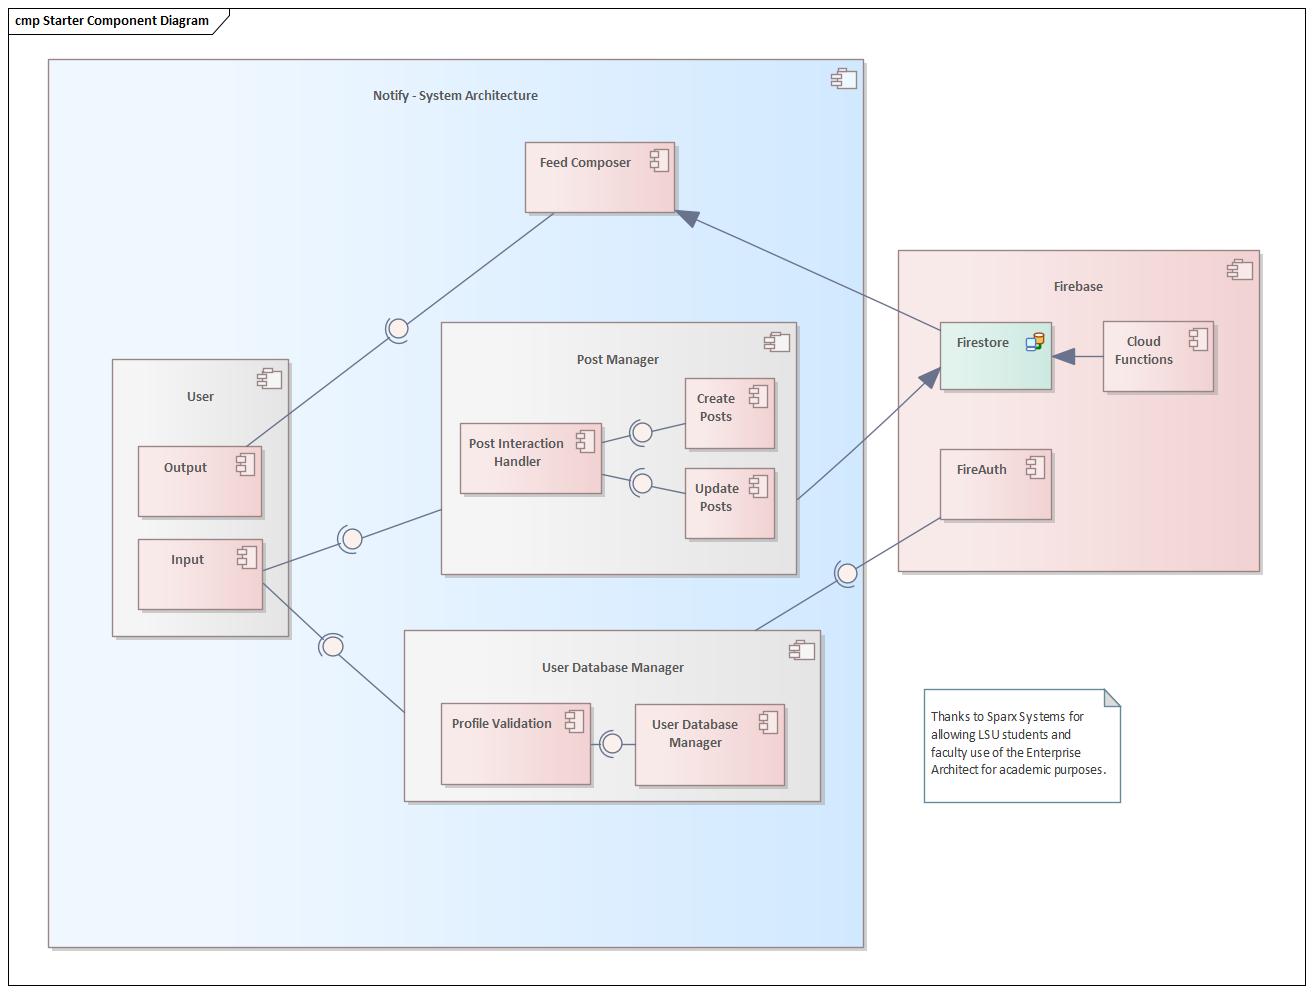 cmp Starter Component Diagram
Notify - System Architecture
Feed Composer
Firebase
Firestore
Cloud
Functions
FireAuth
Post Manager
Create
Posts
Post Interaction
Handler
Update
Posts
User
Output
Input
User Database Manager
Profile Validation
User Database
Manager
Thanks to Sparx Systems for
allowing LSU students and
faculty use of the Enterprise
Architect for academic purposes.